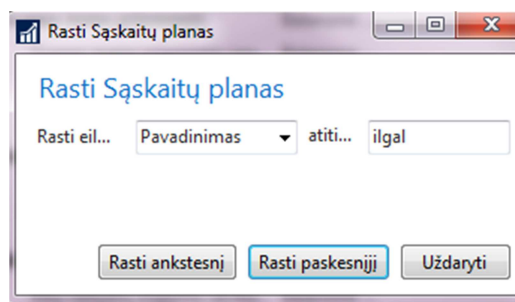 Rasti Sąskaitų planas
Rasti Sąskaitų planas
Rasti eil... Pavadinimas atiti... ilgal
Rasti ankstesnį Rasti paskesnįjį Uždaryti